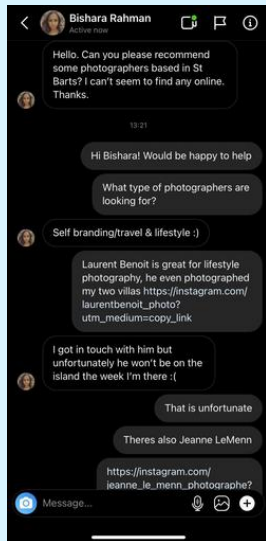 Bishara Rahman
Active now
Hello. Can you please recommend
some photographers based in St
Barts? I can't seem to find any online.
Thanks.
13:21
Hi Bishara! Would be happy to help
What type of photographers are
looking for?
Self branding/travel & lifestyle :)
Laurent Benoit is great for lifestyle
photography, he even photographed
my two villas https://instagram.com/
laurentbenoit_photo?
utm_medium=copy_link
I got in touch with him but
unfortunately he won't be on the
island the week I'm there :(
That is unfortunate
Theres also Jeanne LeMenn
https://instagram.com/
jeanne_le_menn_photographe?
Message...